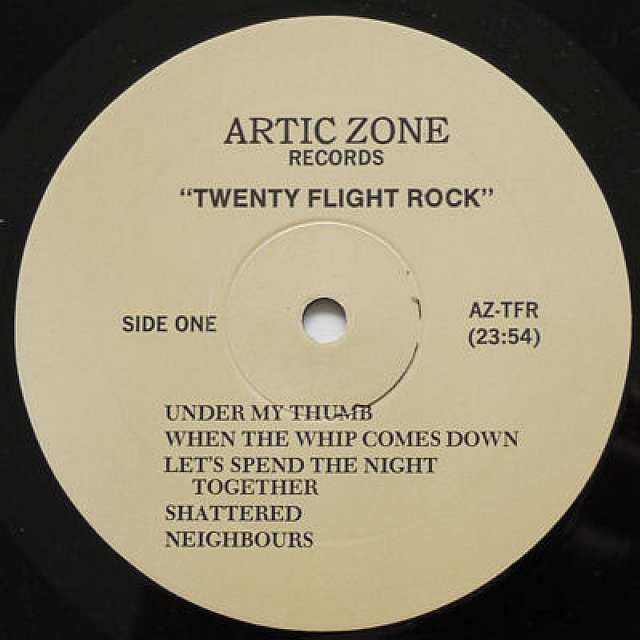 ARTIC ZONE
RECORDS
"TWENTY FLIGHT ROCK"
SIDE ONE
AZ-TFR
(23:54)
UNDER MY THUMB
WHEN THE WHIP COMES DOWN
LET'S SPEND THE NIGHT
TOGETHER
SHATTERED
NEIGHBOURS